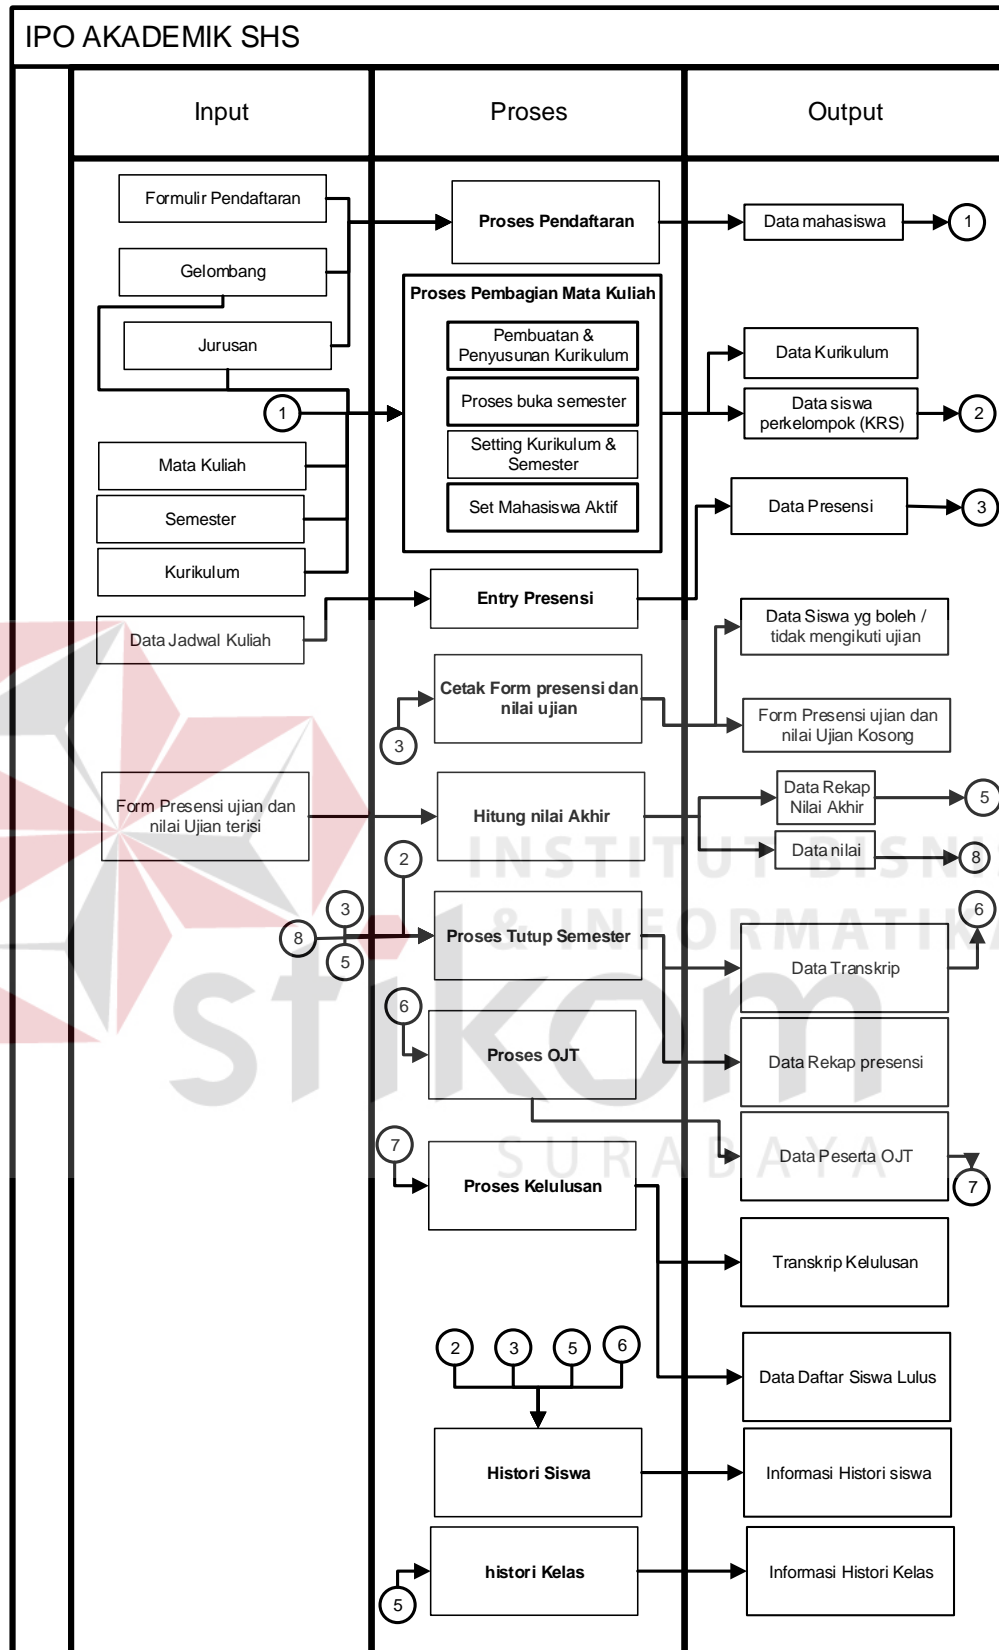 IPO AKADEMIK SHS
Input
Proses
Output
Formulir Pendaftaran
Proses Pendaftaran
Data mahasiswa
1
Gelombang
Jurusan
1
Proses Pembagian Mata Kuliah
Pembuatan &
Penyusunan Kurikulum
Proses buka semester
Setting Kurikulum &
Semester
Set Mahasiswa Aktif
Data Kurikulum
Data siswa
perkelompok (KRS)
2
Mata Kuliah
Semester
Kurikulum
Data Presensi
3
Data Jadwal Kuliah
Entry Presensi
Data Siswa yg boleh /
tidak mengikuti ujian
Cetak Form presensi dan
nilai ujian
3
Form Presensi ujian dan
nilai Ujian Kosong
Form Presensi ujian dan
nilai Ujian terisi
Hitung nilai Akhir
Data Rekap
Nilai Akhir
5
Data nilai
8
INSTITUT BISNIS
& INFORMATIKA
stikom
SURABAYA
2
3
8
5
Proses Tutup Semester
6
Data Transkrip
6
Proses OJT
Data Rekap presensi
7
Proses Kelulusan
Data Peserta OJT
7
Transkrip Kelulusan
2
3
5
6
Data Daftar Siswa Lulus
Histori Siswa
Informasi Histori siswa
5
histori Kelas
Informasi Histori Kelas